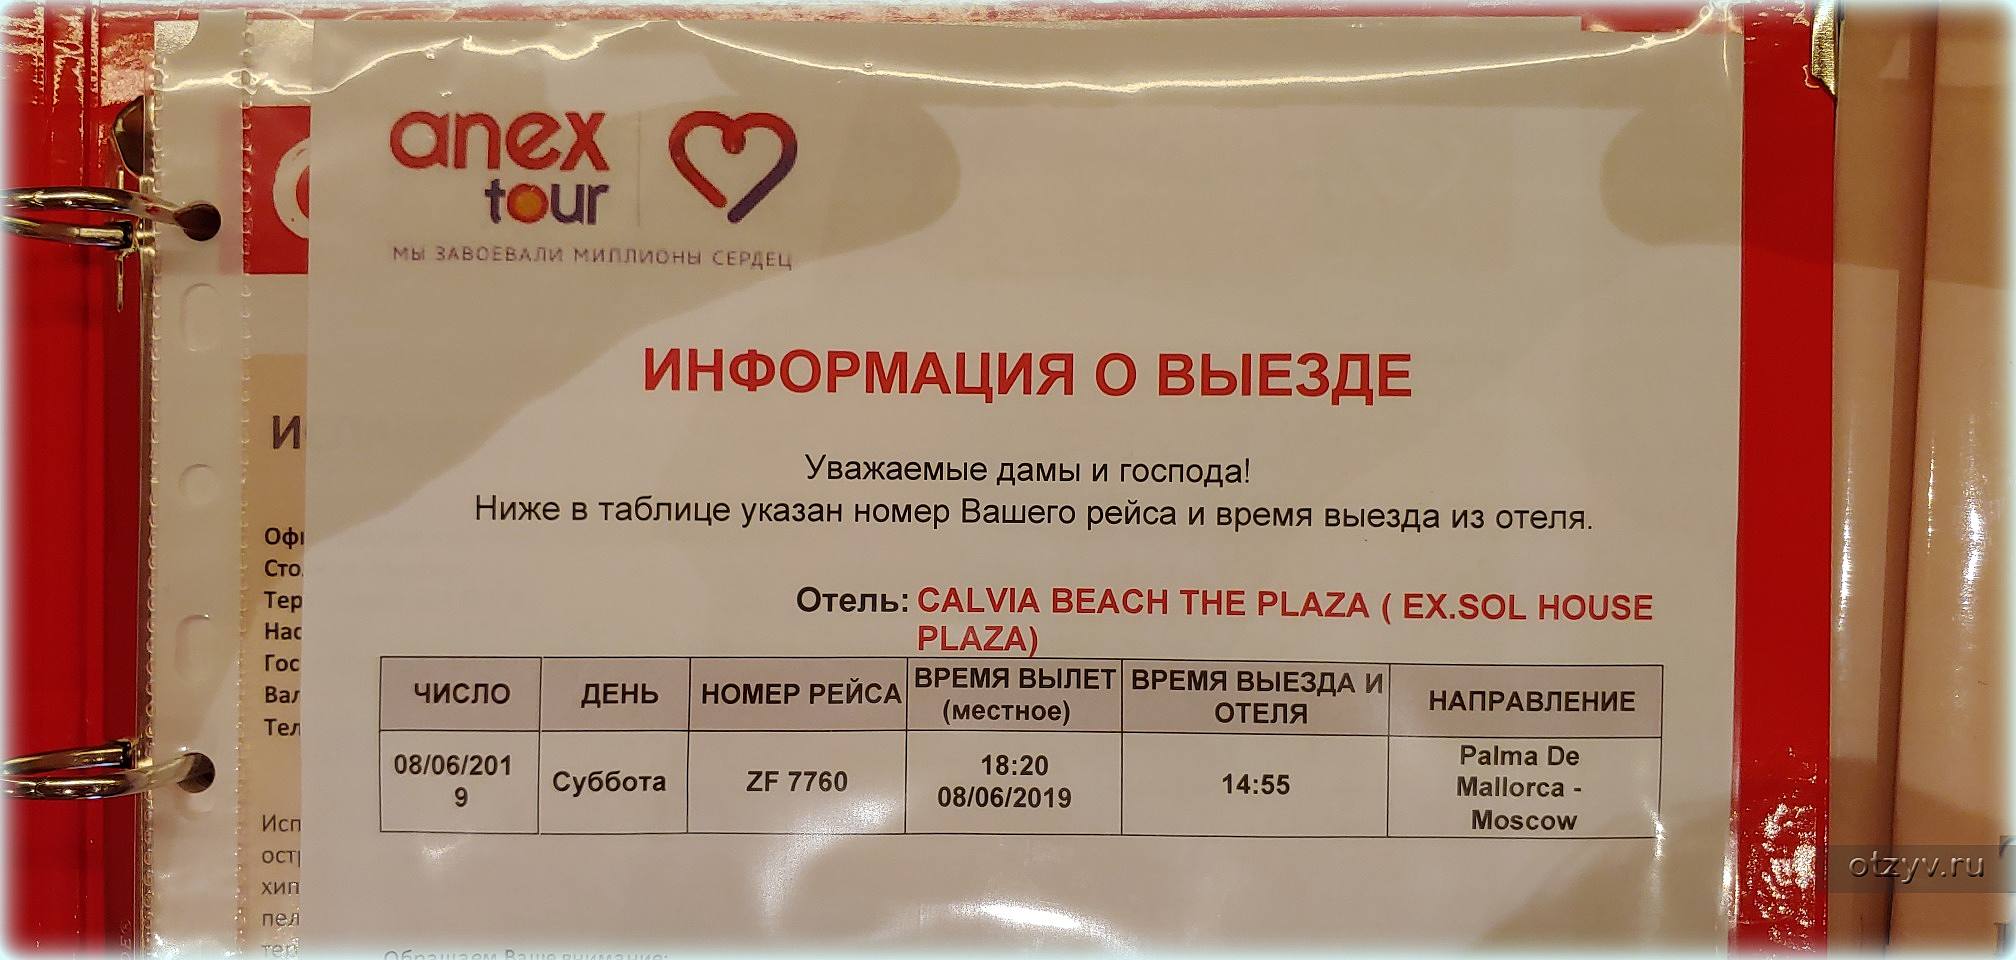 anex
tour
МЫ ЗАВОЕВАЛИ МИЛЛИОНЫ СЕРДЕЦ
ИНФОРМАЦИЯ О ВЫЕЗДЕ
Уважаемые дамы и господа!
Ниже в таблице указан номер Вашего рейса и время выезда из отеля.
Отель: CALVIA BEACH THE PLAZA ( EX.SOL HOUSE
PLAZA)
ЧИСЛО ДЕНЬ НОМЕР РЕЙСА ВРЕМЯ ВЫЛЕТ ВРЕМЯ ВЫЕЗДА И НАПРАВЛЕНИЕ
(местное) ОТЕЛЯ
08/06/201 Суббота ZF 7760 18:20 14:55 Palma De
9 08/06/2019 Mallorca -
Moscow
Обращаем Ваше внимание:
otzyv.ru